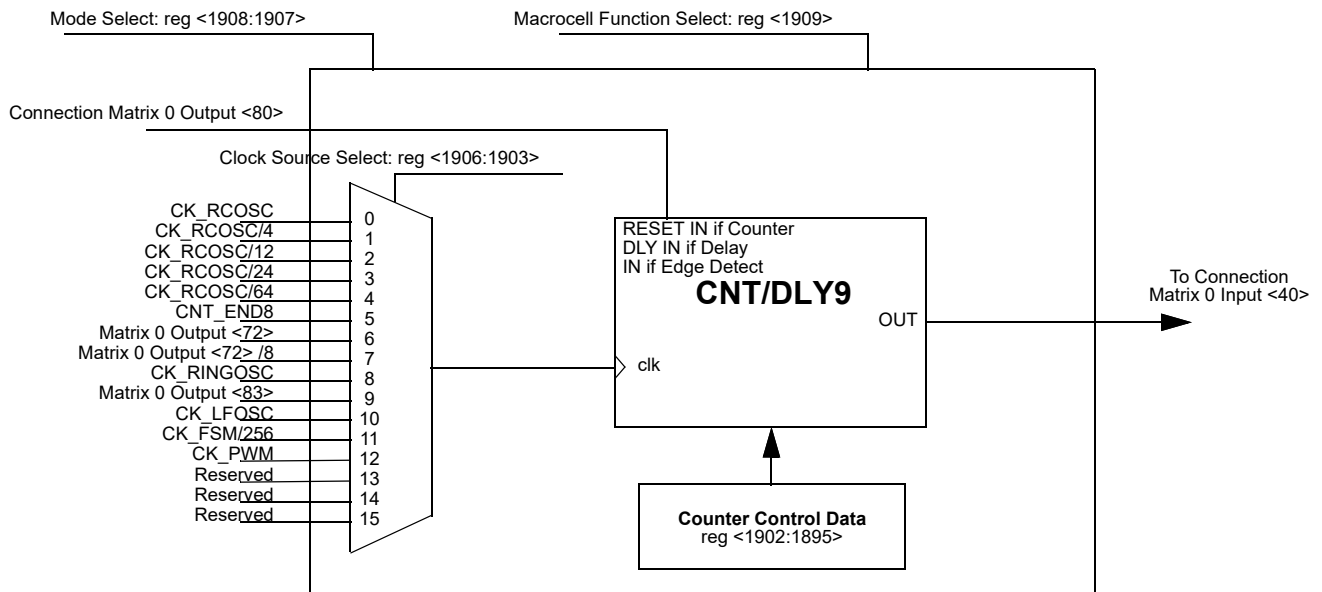 Mode Select: reg <1908:1907>
Macrocell Function Select: reg <1909>
Connection Matrix 0 Output <80>
Clock Source Select: reg <1906:1903>
CK_RCOSC
0
CK_RCOSC/4
1
CK_RCOSC/12
2
CK_RCOSC/24
3
CK_RCOSC/64
4
CNT_END8
5
Matrix 0 Output <72>
6
Matrix 0 Output <72> /8
7
CK_RINGOSC
8
Matrix 0 Output <83>
9
CK_LFOSC
10
CK_FSM/256
11
CK_PWM
12
Reserved
13
Reserved
14
Reserved
15
RESET IN if Counter
DLY IN if Delay
IN if Edge Detect
CNT/DLY9
OUT
clk
To Connection
Matrix 0 Input <40>
Counter Control Data
reg <1902:1895>